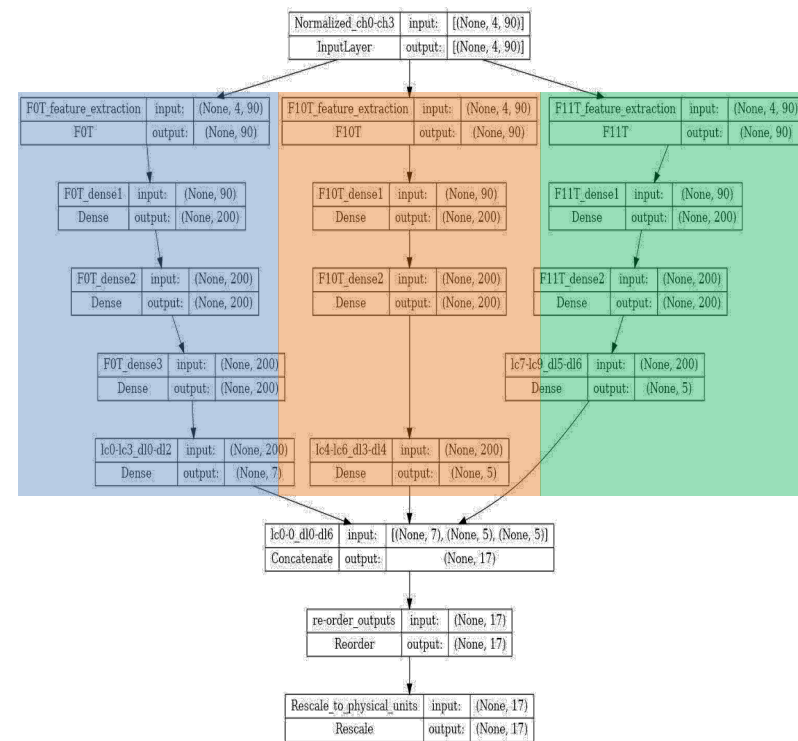 Normalized_ch0-ch3 input: [(None, 4, 90)]
InputLayer output: [(None, 4, 90)]
F0T_feature_extraction input: (None, 4, 90)
F0T output: (None, 90)
F10T_feature_extraction input: (None, 4, 90)
F10T output: (None, 90)
F11T_feature_extraction input: (None, 4, 90)
F11T output: (None, 90)
F0T_dense1 input: (None, 90)
Dense output: (None, 200)
F10T_dense1 input: (None, 90)
Dense output: (None, 200)
F11T_dense1 input: (None, 90)
Dense output: (None, 200)
F0T_dense2 input: (None, 200)
Dense output: (None, 200)
F10T_dense2 input: (None, 200)
Dense output: (None, 200)
F11T_dense2 input: (None, 200)
Dense output: (None, 200)
F0T_dense3 input: (None, 200)
Dense output: (None, 200)
lc7-lc9_dl5-dl6 input: (None, 200)
Dense output: (None, 5)
lc0-lc3_dl0-dl2 input: (None, 200)
Dense output: (None, 7)
lc4-lc6_dl3-dl4 input: (None, 200)
Dense output: (None, 5)
lc0-0_dl0-dl6 input: [(None, 7), (None, 5), (None, 5)]
Concatenate output: (None, 17)
re-order_outputs input: (None, 17)
Reorder output: (None, 17)
Rescale_to_physical_units input: (None, 17)
Rescale output: (None, 17)